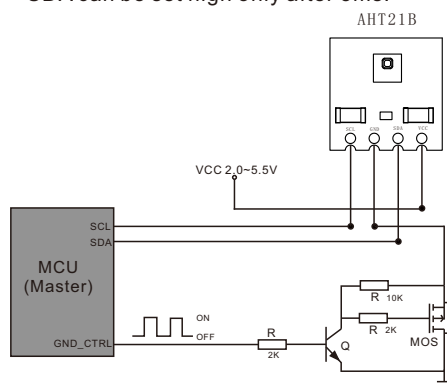 SDA can be set high only after
AHT21B
SCL GND SDA VCC
VCC 2.0~5.5V
SCL
SDA
MCU
(Master)
ON
OFF
GND_CTRL
R
2K
Q
R 10K
R 2K
MOS